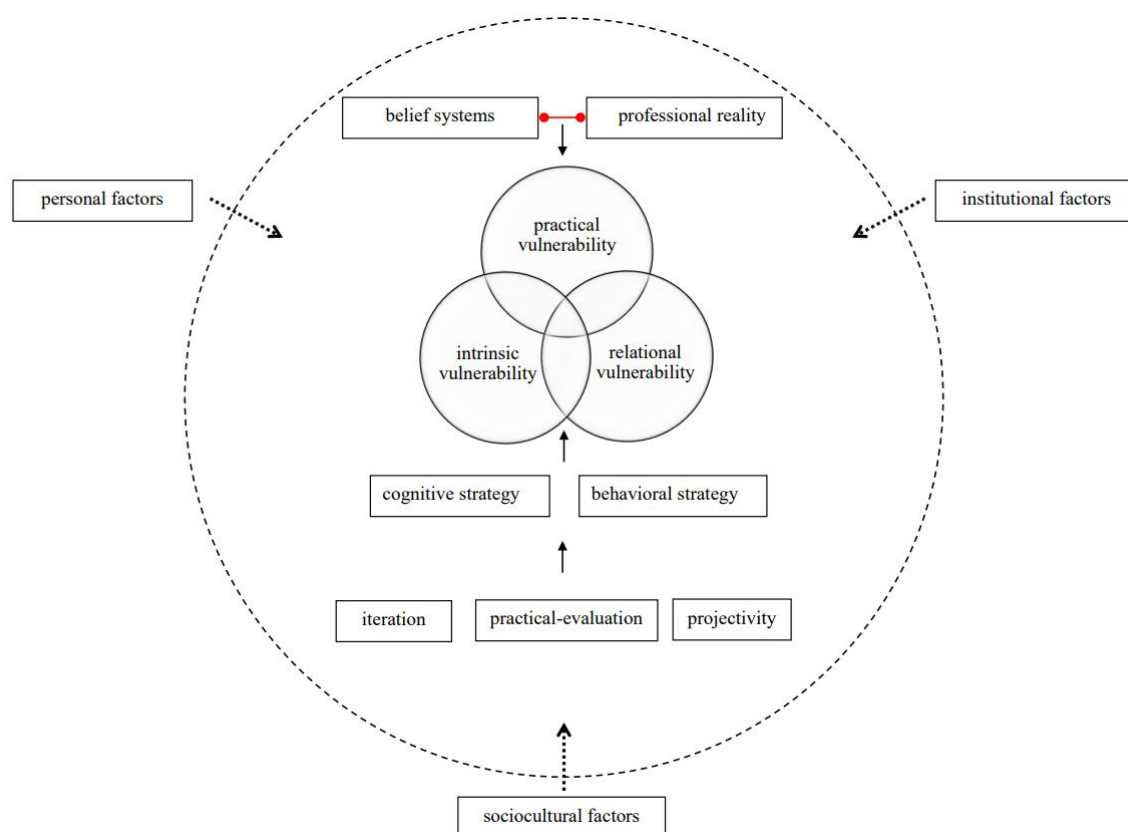 belief systems
professional reality
personal factors
institutional factors
practical
vulnerability
intrinsic
vulnerability
relational
vulnerability
cognitive strategy
behavioral strategy
iteration
practical-evaluation
projectivity
sociocultural factors